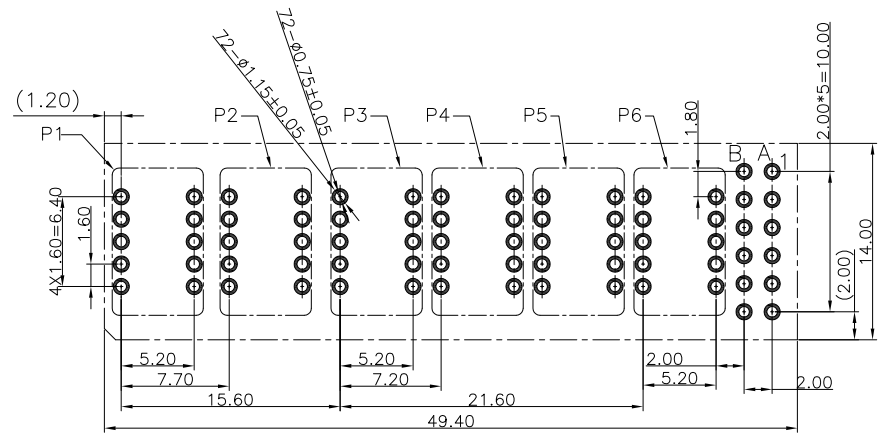 72-ø0.75±0.05
72-ø1.15±0.05
(1.20)
P1
P2
P3
P4
P5
P6
1.80
2.00*5=10.00
B
A
1
4X1.60=6.40
1.60
14.00
(2.00)
5.20
5.20
2.00
7.70
7.20
5.20
2.00
15.60
21.60
49.40